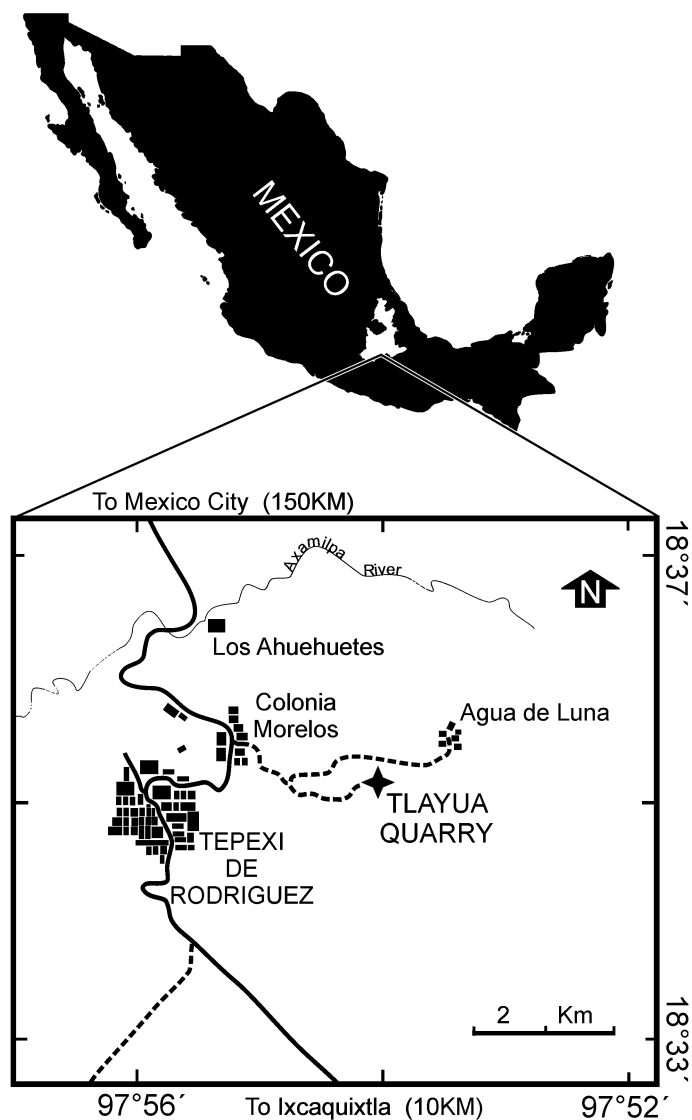 MEXICO
To Mexico City (150KM)
18°37´
Axamilpa River
N
Los Ahuehuetes
Colonia
Morelos
Agua de Luna
TLAYUA
QUARRY
TEPEXI
DE
RODRIGUEZ
2 Km
18°33´
97°56´
To Ixcaquixtla (10KM)
97°52´